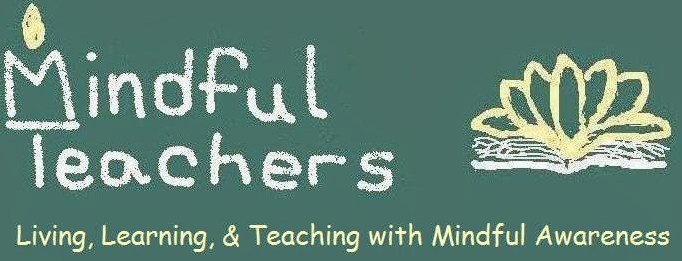 Mindful
Teachers
Living, Learning, & Teaching with Mindful Awareness